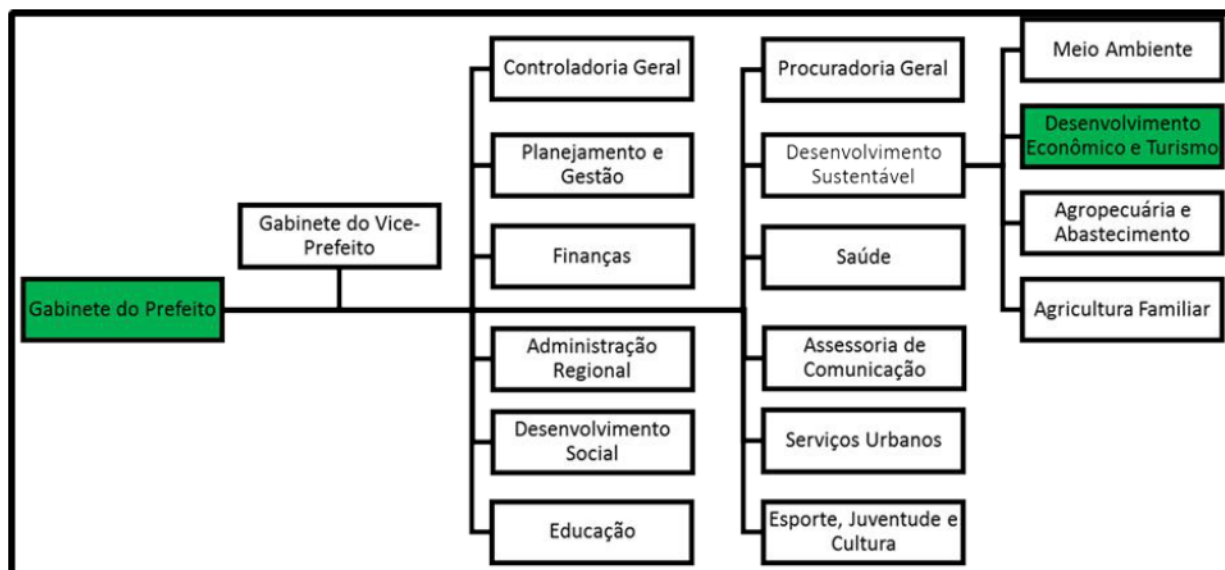 Gabinete do Prefeito
Gabinete do Vice-
Prefeito
Controladoria Geral
Planejamento e
Gestão
Finanças
Administração
Regional
Desenvolvimento
Social
Educação
Procuradoria Geral
Desenvolvimento
Sustentável
Saúde
Assessoria de
Comunicação
Serviços Urbanos
Esporte, Juventude e
Cultura
Meio Ambiente
Desenvolvimento
Econômico e Turismo
Agropecuária e
Abastecimento
Agricultura Familiar